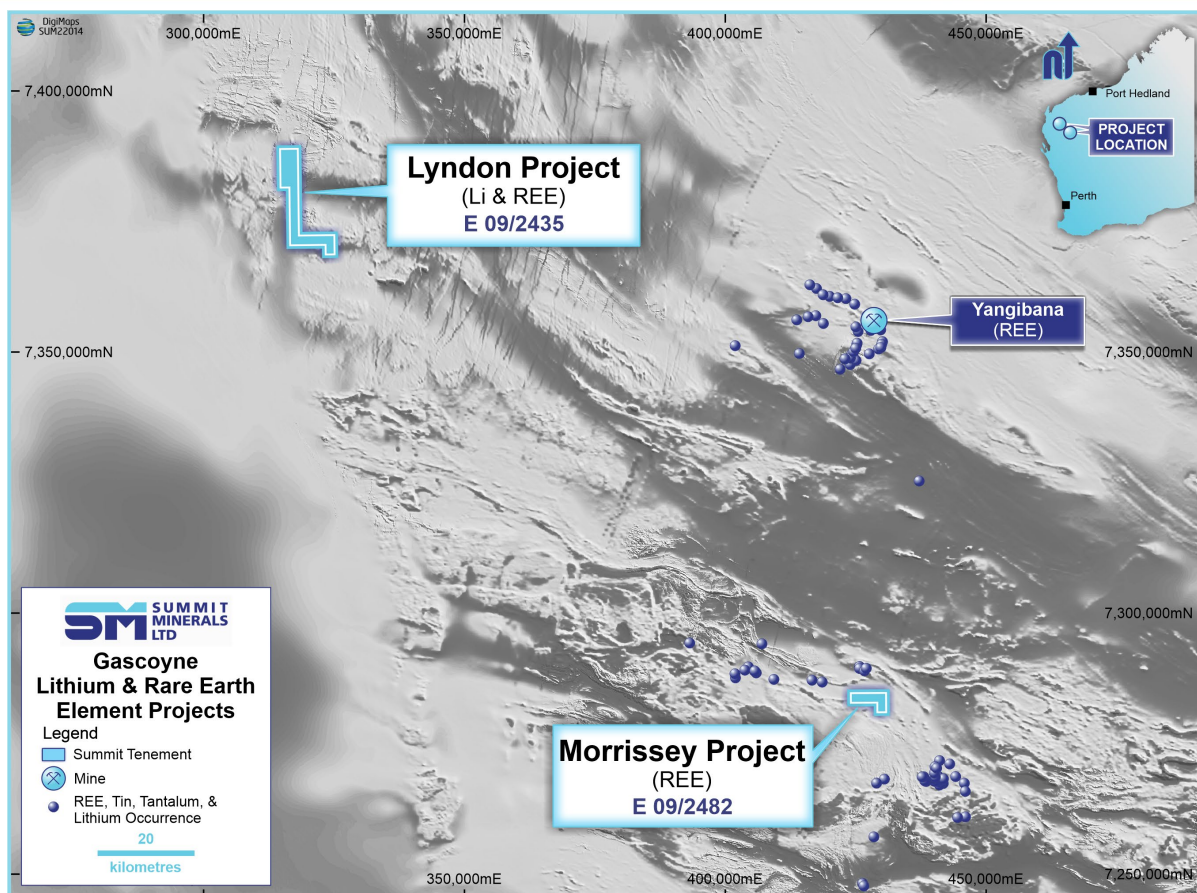 DigiMaps
SUM22014
300,000mE
350,000mE
400,000mE
450,000mE
7,400,000mN
n
Port Hedland
PROJECT
LOCATION
Perth
Lyndon Project
(Li & REE)
E 09/2435
Yangibana
(REE)
7,350,000mN
7,350,000mN
7,300,000mN
Morrissey Project
(REE)
E 09/2482
SM SUMMIT
MINERALS
LTD
Gascoyne
Lithium & Rare Earth
Element Projects
Legend
Summit Tenement
Mine
REE, Tin, Tantalum, &
Lithium Occurrence
20
kilometres
350,000mE
400,000mE
450,000mE
7,250,000mN